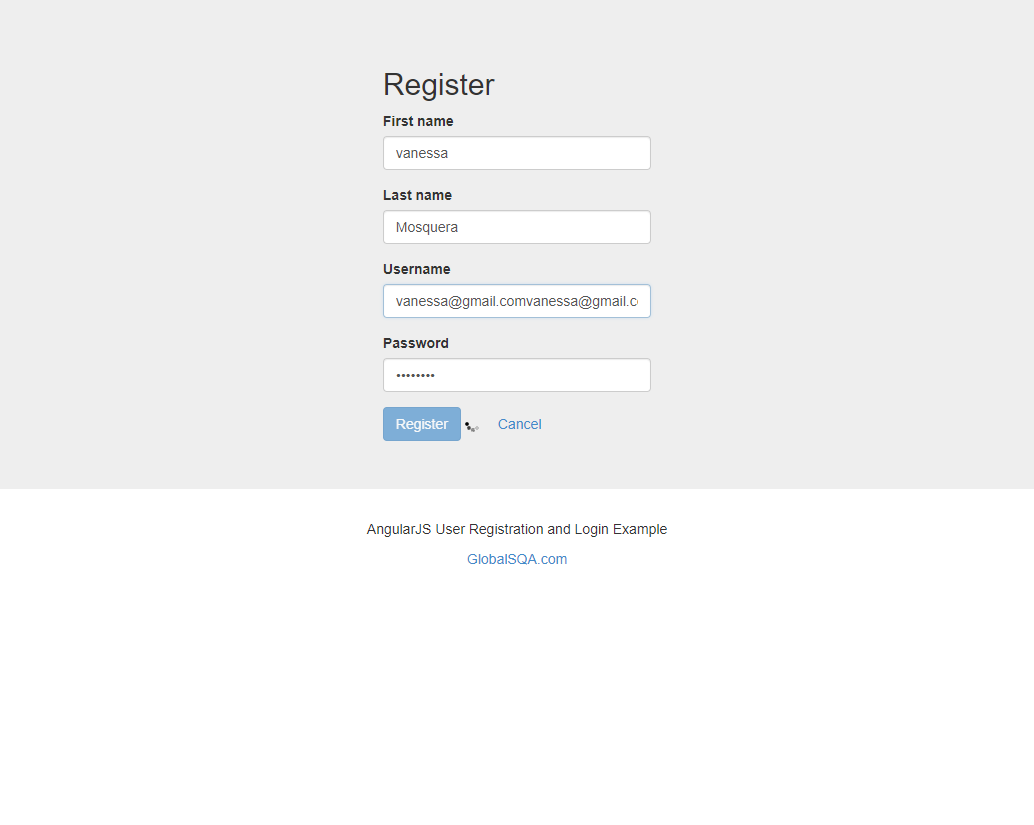 Register
First name
vanessa
Last name
Mosquera
Username
vanessa@gmail.comvanessa@gmail.c
Password
••••••••
Register Cancel
AngularJS User Registration and Login Example
GlobalSQA.com